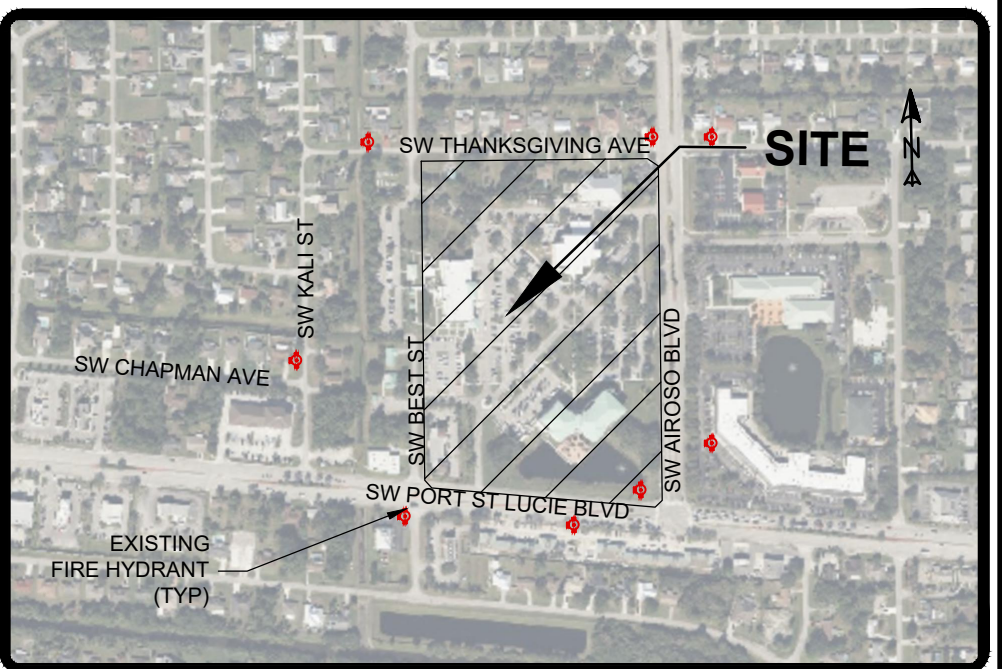 SW THANKSGIVING AVE
SITE
N
SW KALI ST
SW CHAPMAN AVE
SW BEST ST
SW AIROSO BLVD
SW PORT ST LUCIE BLVD
EXISTING
FIRE HYDRANT
(TYP)